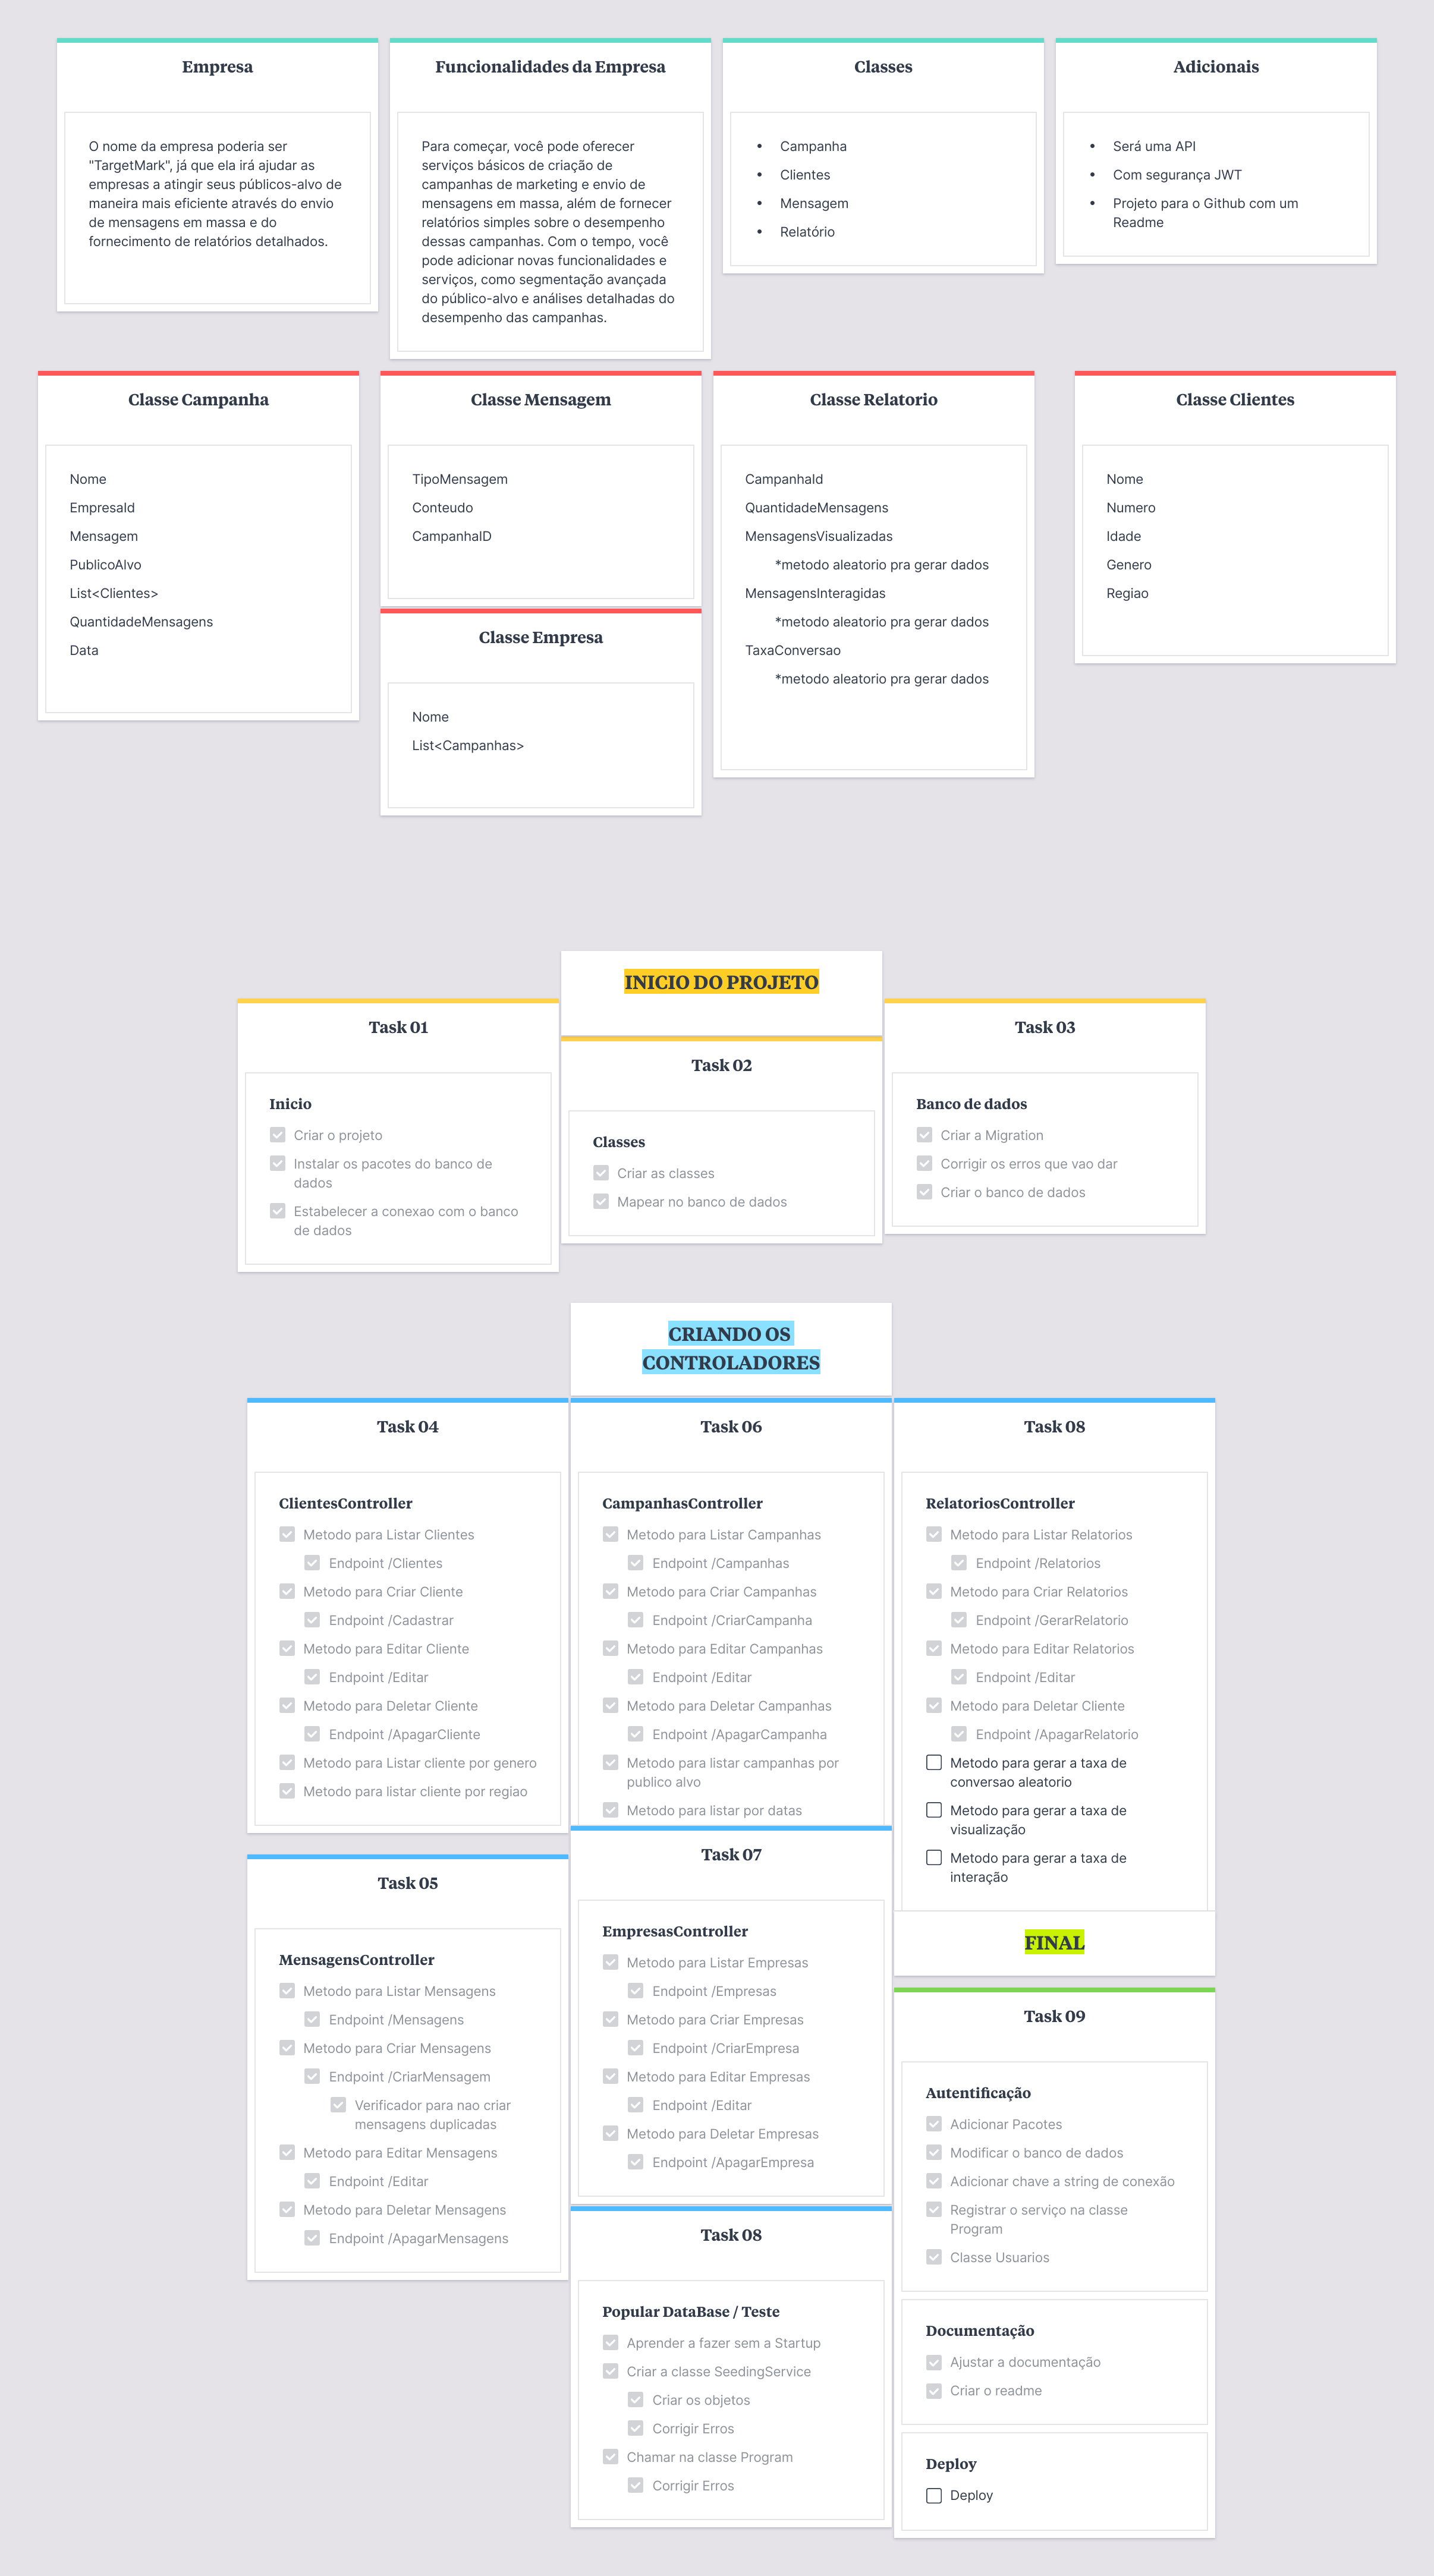 Empresa
O nome da empresa poderia ser
"TargetMark", já que ela irá ajudar as
empresas a atingir seus públicos-alvo de
maneira mais eficiente através do envio
de mensagens em massa e do
fornecimento de relatórios detalhados.
Funcionalidades da Empresa
Para começar, você pode oferecer
serviços básicos de criação de
campanhas de marketing e envio de
mensagens em massa, além de fornecer
relatórios simples sobre o desempenho
dessas campanhas. Com o tempo, você
pode adicionar novas funcionalidades e
serviços, como segmentação avançada
do público-alvo e análises detalhadas do
desempenho das campanhas.
Classes
• Campanha
• Clientes
• Mensagem
• Relatório
Adicionais
• Será uma API
• Com segurança JWT
• Projeto para o Github com um
Readme
Classe Campanha
Nome
EmpresaId
Mensagem
PublicoAlvo
List<Clientes>
QuantidadeMensagens
Data
Classe Mensagem
TipoMensagem
Conteudo
CampanhaID
Classe Empresa
Nome
List<Campanhas>
Classe Relatorio
CampanhaId
QuantidadeMensagens
MensagensVisualizadas
*metodo aleatorio pra gerar dados
MensagensInteragidas
*metodo aleatorio pra gerar dados
TaxaConversao
*metodo aleatorio pra gerar dados
Classe Clientes
Nome
Numero
Idade
Genero
Regiao
INICIO DO PROJETO
Task 01
Inicio
Criar o projeto
Instalar os pacotes do banco de
dados
Estabelecer a conexao com o banco
de dados
Task 02
Classes
Criar as classes
Mapear no banco de dados
Task 03
Banco de dados
Criar a Migration
Corrigir os erros que vao dar
Criar o banco de dados
CRIANDO OS
CONTROLADORES
Task 04
ClientesController
Metodo para Listar Clientes
Endpoint /Clientes
Metodo para Criar Cliente
Endpoint /Cadastrar
Metodo para Editar Cliente
Endpoint /Editar
Metodo para Deletar Cliente
Endpoint /ApagarCliente
Metodo para Listar cliente por genero
Metodo para listar cliente por regiao
Task 05
MensagensController
Metodo para Listar Mensagens
Endpoint /Mensagens
Metodo para Criar Mensagens
Endpoint /CriarMensagem
Verificador para nao criar
mensagens duplicadas
Metodo para Editar Mensagens
Endpoint /Editar
Metodo para Deletar Mensagens
Endpoint /ApagarMensagens
Task 06
CampanhasController
Metodo para Listar Campanhas
Endpoint /Campanhas
Metodo para Criar Campanhas
Endpoint /CriarCampanha
Metodo para Editar Campanhas
Endpoint /Editar
Metodo para Deletar Campanhas
Endpoint /ApagarCampanha
Metodo para listar campanhas por
publico alvo
Metodo para listar por datas
Task 07
EmpresasController
Metodo para Listar Empresas
Endpoint /Empresas
Metodo para Criar Empresas
Endpoint /CriarEmpresa
Metodo para Editar Empresas
Endpoint /Editar
Metodo para Deletar Empresas
Endpoint /ApagarEmpresa
Task 08
Popular DataBase / Teste
Aprender a fazer sem a Startup
Criar a classe SeedingService
Criar os objetos
Corrigir Erros
Chamar na classe Program
Corrigir Erros
Task 08
RelatoriosController
Metodo para Listar Relatorios
Endpoint /Relatorios
Metodo para Criar Relatorios
Endpoint /GerarRelatorio
Metodo para Editar Relatorios
Endpoint /Editar
Metodo para Deletar Cliente
Endpoint /ApagarRelatorio
Metodo para gerar a taxa de
conversao aleatorio
Metodo para gerar a taxa de
visualização
Metodo para gerar a taxa de
interação
FINAL
Task 09
Autentificação
Adicionar Pacotes
Modificar o banco de dados
Adicionar chave a string de conexão
Registrar o serviço na classe
Program
Classe Usuarios
Documentação
Ajustar a documentação
Criar o readme
Deploy
Deploy